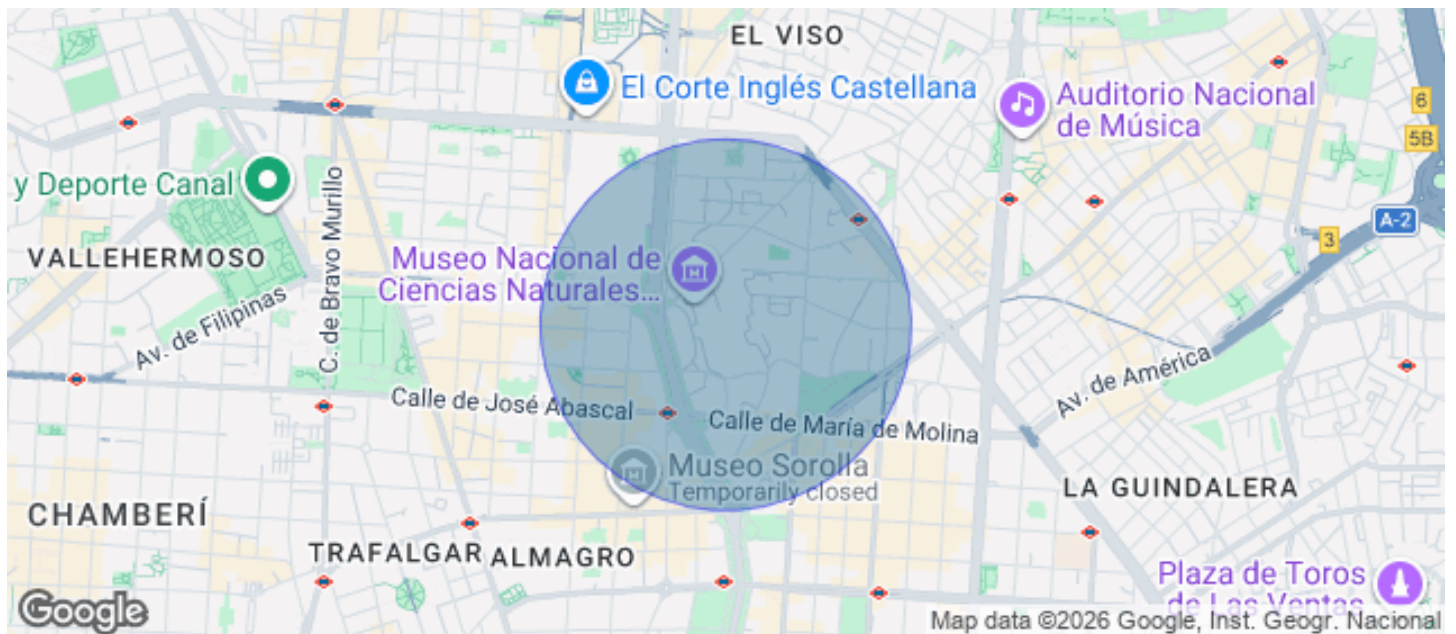 EL VISO
El Corte Inglés Castellana
Auditorio Nacional
de Música
6
5B
y Deporte Canal
C. de Bravo Murillo
A-2
3
VALLEHERMOSO
Museo Nacional de
Ciencias Naturales...
Av. de Filipinas
Av. de América
Calle de José Abascal
Calle de María de Molina
Museo Sorolla
Temporarily closed
LA GUINDALERA
CHAMBERÍ
TRAFALGAR
ALMAGRO
Plaza de Toros
de Las Ventas
Google
Map data ©2026 Google, Inst. Geogr. Nacional